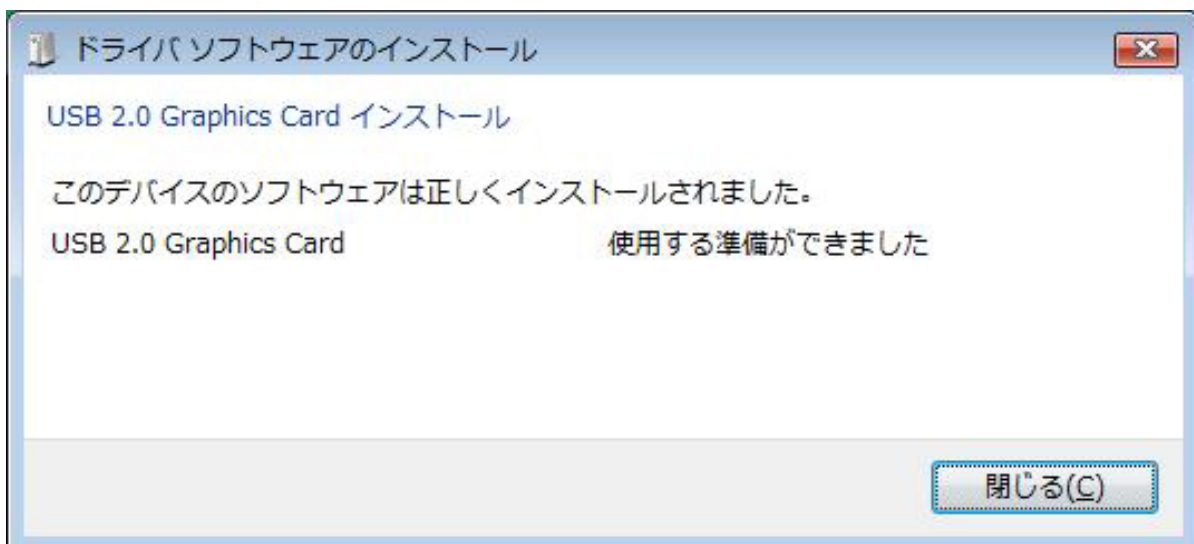 ドライバ ソフトウェアのインストール
USB 2.0 Graphics Card インストール
このデバイスのソフトウェアは正しくインストールされました。
USB 2.0 Graphics Card 使用する準備ができました
閉じる(C)